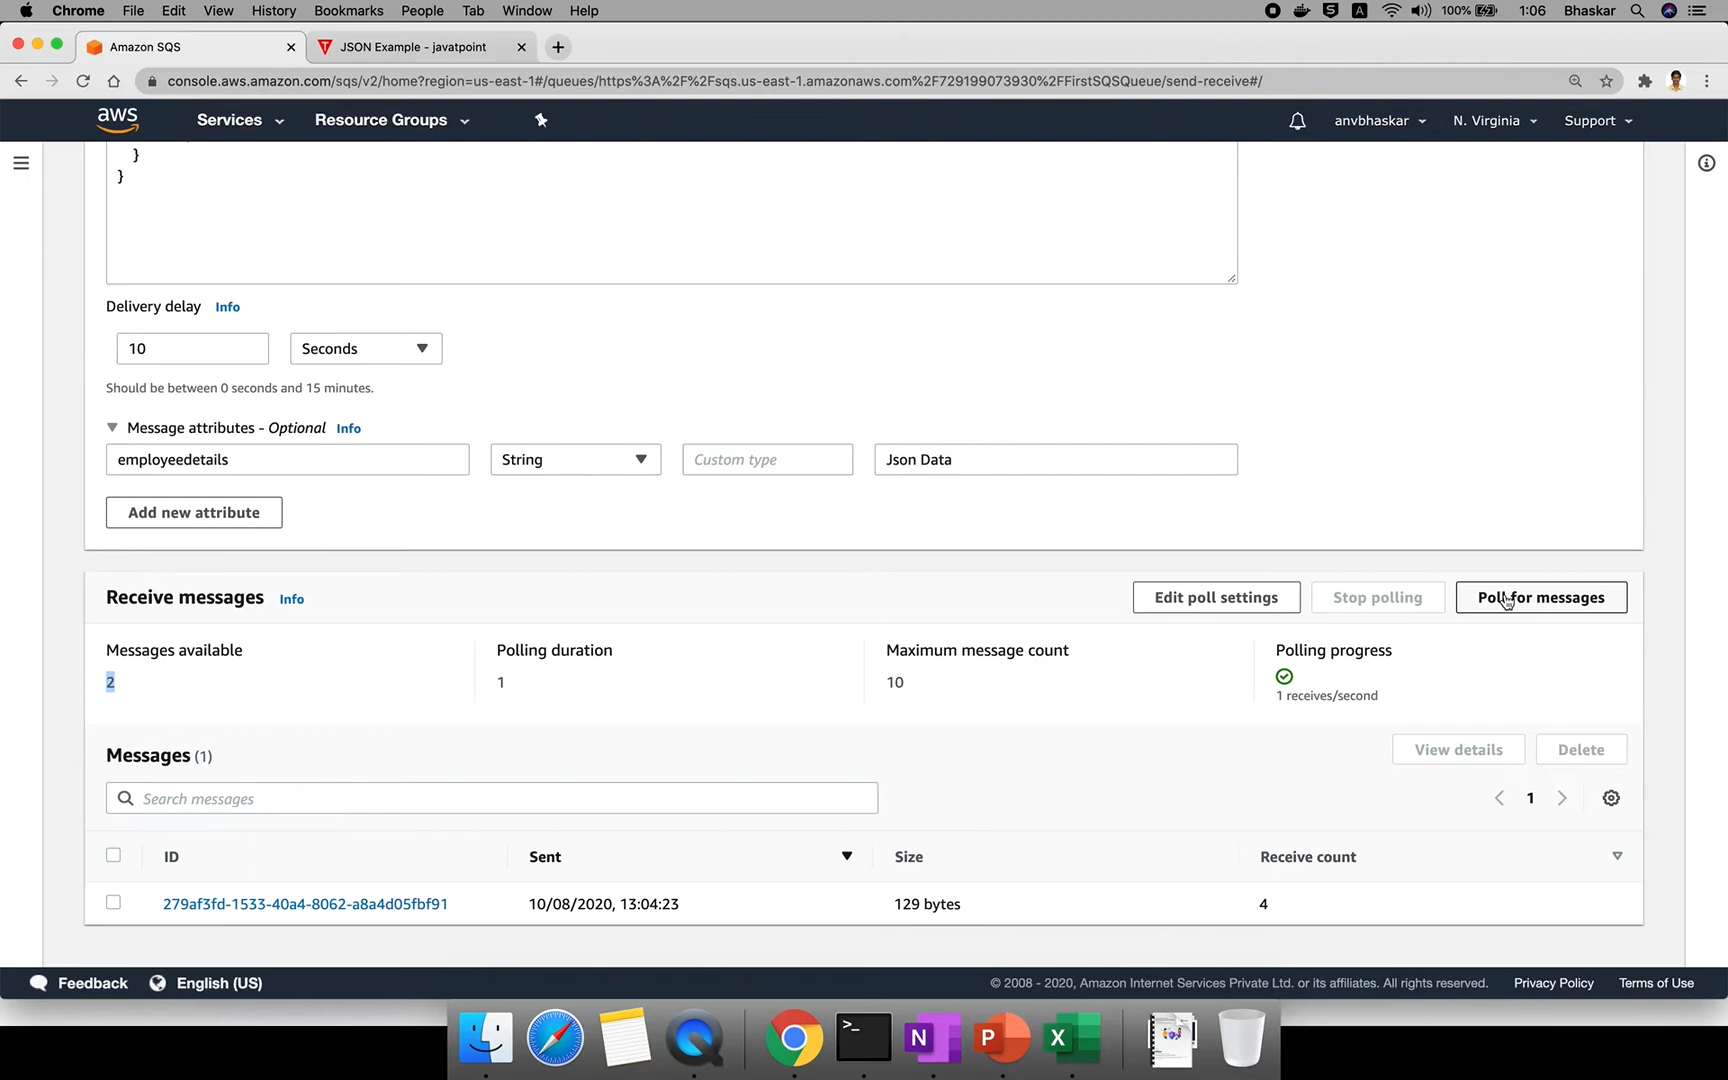 Chrome File Edit View History Bookmarks People Tab Window Help S A 100% 1:06 Bhaskar
Amazon SQS JSON Example - javatpoint
console.aws.amazon.com/sqs/v2/home?region=us-east-1#/queues/https%3A%2F%2Fsqs.us-east-1.amazonaws.com%2F729199073930%2FFirstSQSQueue/send-receive#/
aws Services Resource Groups anvbhaskar N. Virginia Support
}
}
Delivery delay Info
10 Seconds
Should be between 0 seconds and 15 minutes.
Message attributes - Optional Info
employeedetails String Custom type Json Data
Add new attribute
Receive messages Info Edit poll settings Stop polling Poll for messages
Messages available Polling duration Maximum message count Polling progress
2 1 10
1 receives/second
Messages (1) View details Delete
Search messages 1
ID Sent Size Receive count
279af3fd-1533-40a4-8062-a8a4d05fbf91 10/08/2020, 13:04:23 129 bytes 4
Feedback English (US) © 2008 - 2020, Amazon Internet Services Private Ltd. or its affiliates. All rights reserved. Privacy Policy Terms of Use
>_ N P X